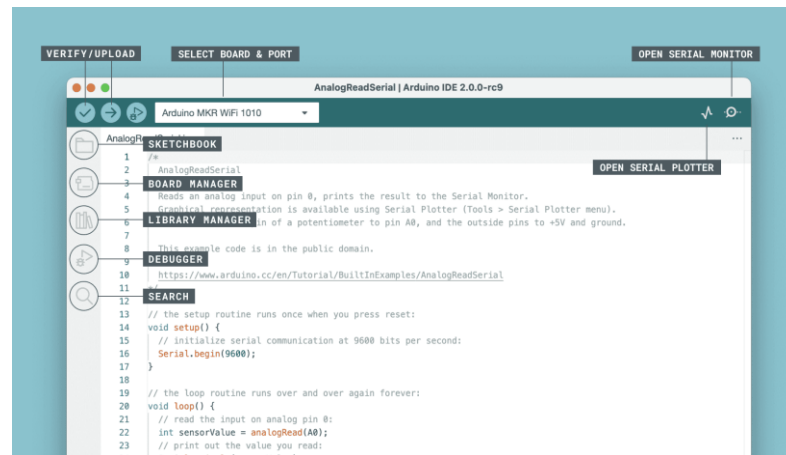 VERIFY/UPLOAD
SELECT BOARD & PORT
OPEN SERIAL MONITOR
AnalogReadSerial | Arduino IDE 2.0.0-rc9
Arduino MKR WiFi 1010
AnalogR
SKETCHBOOK
1 /*
2 AnalogReadSerial
OPEN SERIAL PLOTTER
3
BOARD MANAGER
4 Reads an analog input on pin 0, prints the result to the Serial Monitor.
5 Graphical representation is available using Serial Plotter (Tools > Serial Plotter menu).
6 in of a potentiometer to pin A0, and the outside pins to +5V and ground.
LIBRARY MANAGER
7
8 This example code is in the public domain.
9
DEBUGGER
10 https://www.arduino.cc/en/Tutorial/BuiltInExamples/AnalogReadSerial
11
SEARCH
12
13 // the setup routine runs once when you press reset:
14 void setup() {
15 // initialize serial communication at 9600 bits per second:
16 Serial.begin(9600);
17 }
18
19 // the loop routine runs over and over again forever:
20 void loop() {
21 // read the input on analog pin 0:
22 int sensorValue = analogRead(A0);
23 // print out the value you read: